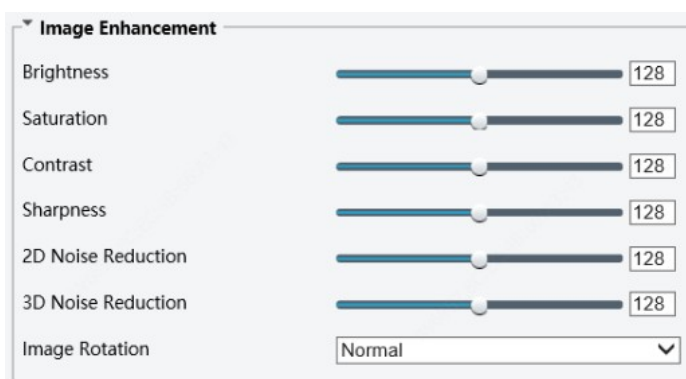 Image Enhancement
Brightness 128
Saturation 128
Contrast 128
Sharpness 128
2D Noise Reduction 128
3D Noise Reduction 128
Image Rotation Normal